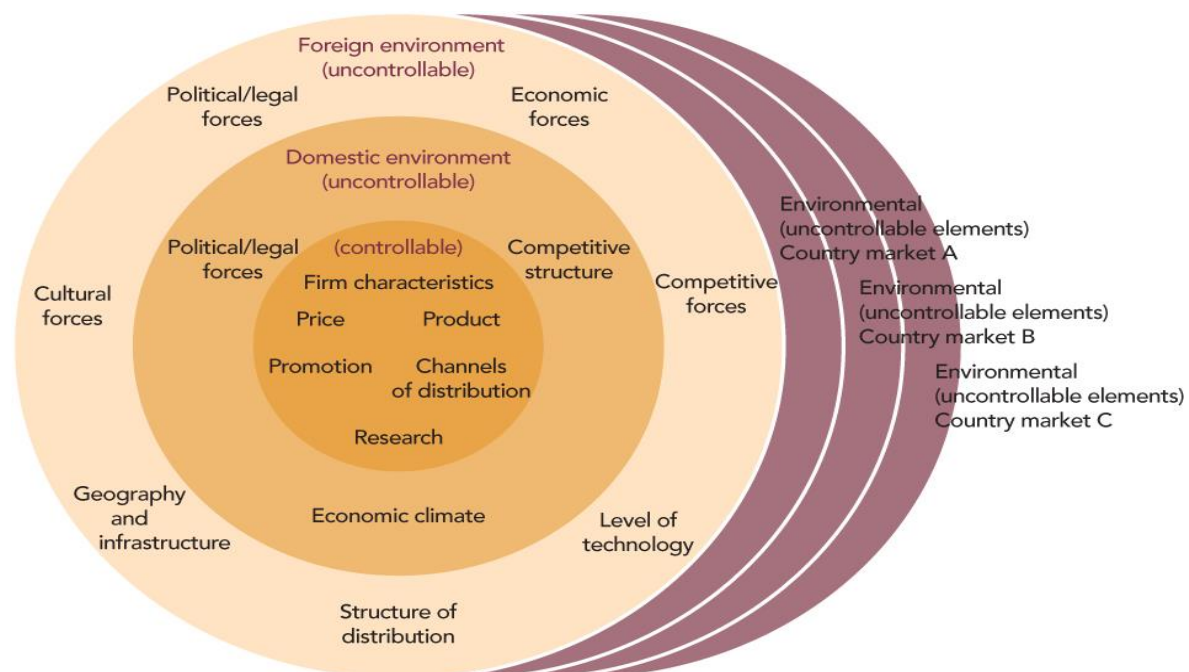 Foreign environment
(uncontrollable)
Political/legal
forces
Economic
forces
Domestic environment
(uncontrollable)
Political/legal
forces
(controllable)
Competitive
structure
Firm characteristics
Price
Product
Promotion
Channels
of distribution
Research
Economic climate
Cultural
forces
Competitive
forces
Geography
and
infrastructure
Level of
technology
Structure of
distribution
Environmental
(uncontrollable elements)
Country market A
Environmental
(uncontrollable elements)
Country market B
Environmental
(uncontrollable elements)
Country market C